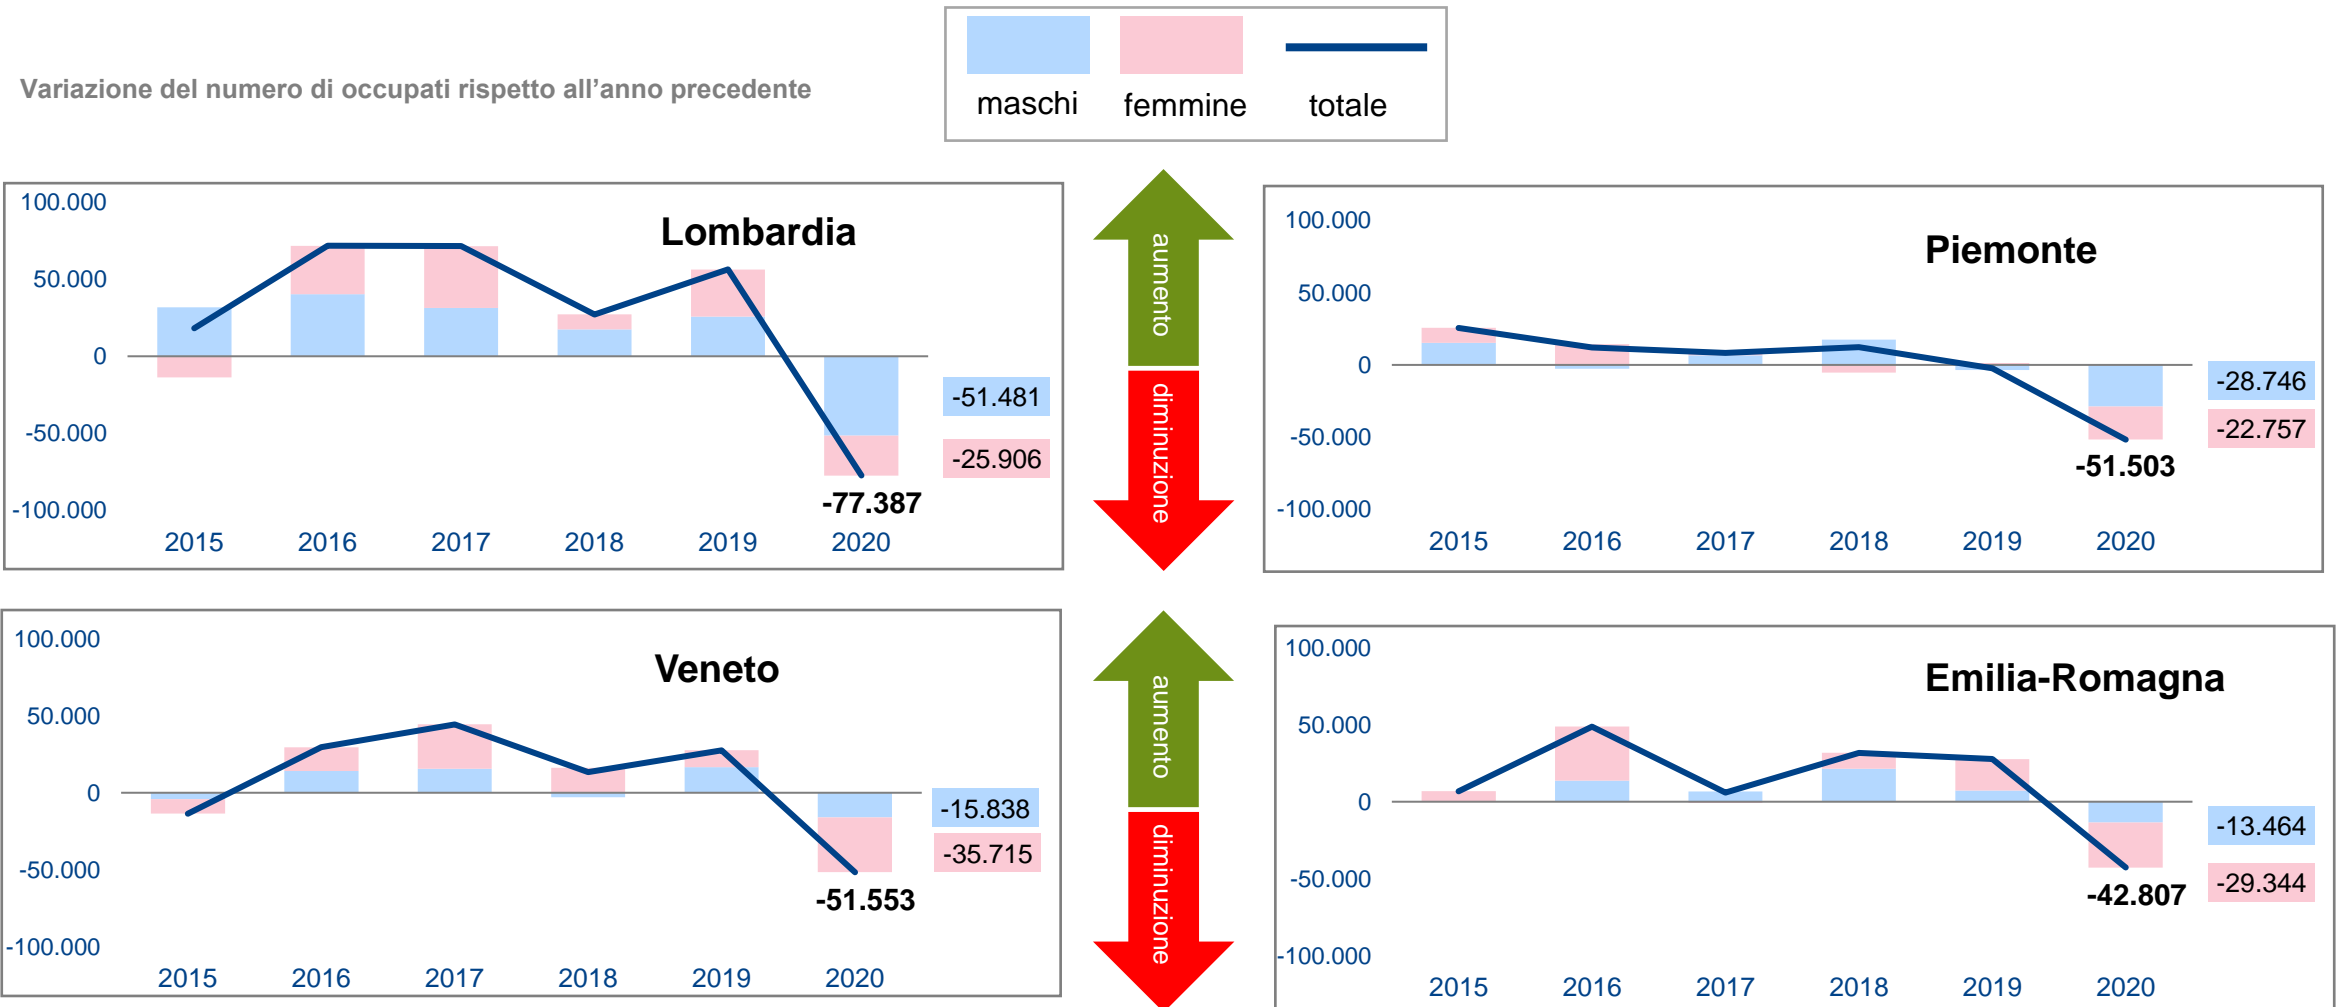 maschi femmine totale
Variazione del numero di occupati rispetto all’anno precedente
Lombardia
100.000
50.000
0
-50.000
-100.000
-51.481
-25.906
-77.387
2015 2016 2017 2018 2019 2020
aumento
diminuzione
Piemonte
100.000
50.000
0
-50.000
-100.000
-28.746
-22.757
-51.503
2015 2016 2017 2018 2019 2020
Veneto
100.000
50.000
0
-50.000
-100.000
-15.838
-35.715
-51.553
2015 2016 2017 2018 2019 2020
aumento
diminuzione
Emilia-Romagna
100.000
50.000
0
-50.000
-100.000
-13.464
-29.344
-42.807
2015 2016 2017 2018 2019 2020